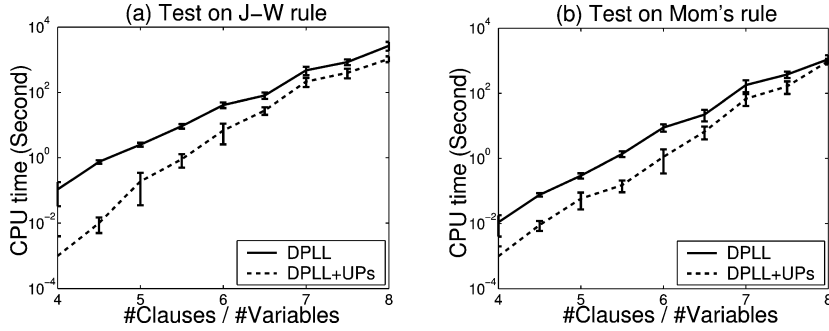 (a) Test on J-W rule
CPU time (Second)
10^4
10^2
10^0
10^-2
10^-4
DPLL
DPLL+UPs
4 5 6 7 8
#Clauses / #Variables
(b) Test on Mom's rule
CPU time (Second)
10^4
10^2
10^0
10^-2
10^-4
DPLL
DPLL+UPs
4 5 6 7 8
#Clauses / #Variables